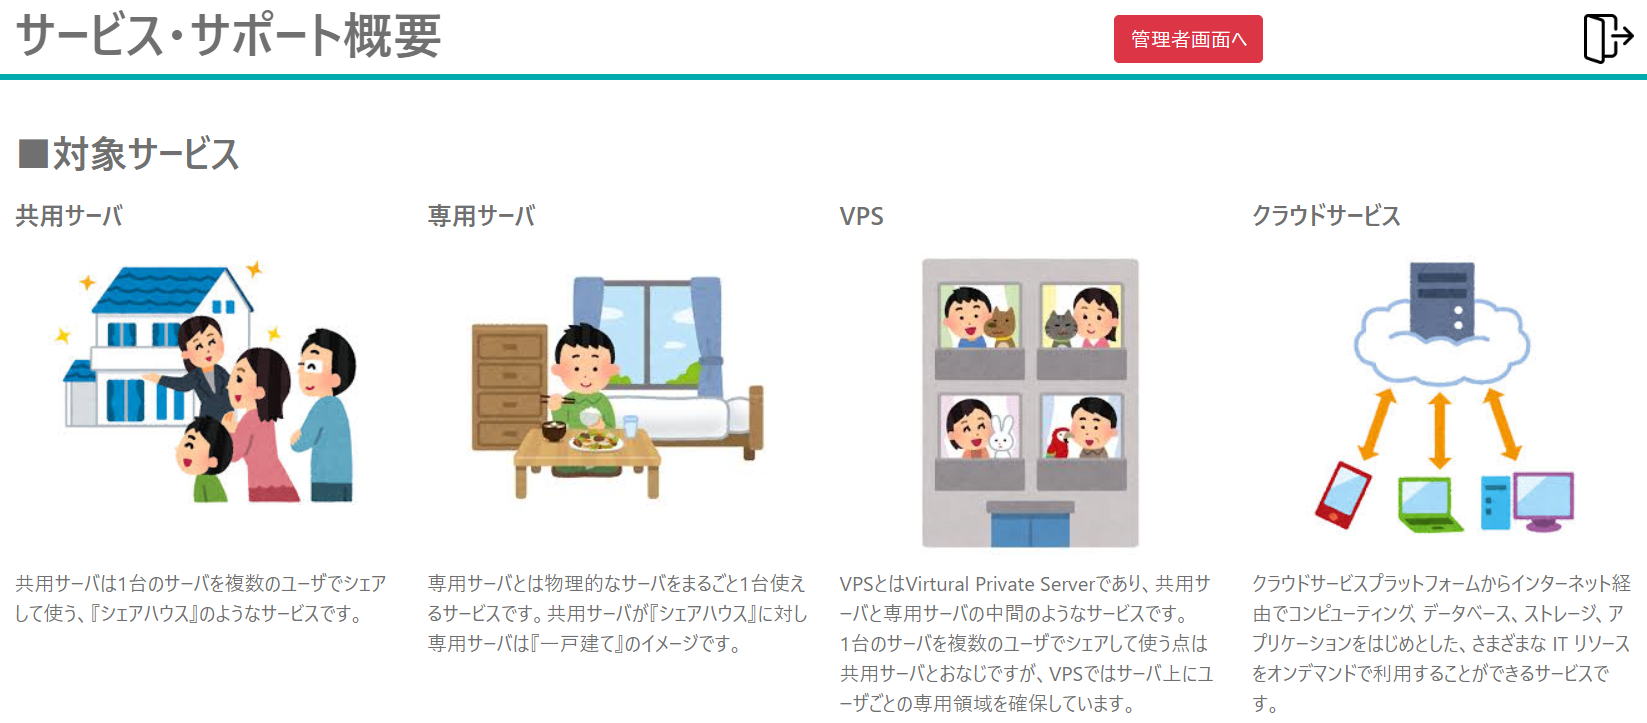 サービス・サポート概要
管理者画面へ
■対象サービス
共用サーバ
専用サーバ
VPS
クラウドサービス
共用サーバは1台のサーバを複数のユーザでシェア
して使う、『シェアハウス』のようなサービスです。
専用サーバとは物理的なサーバをまるごと1台使え
るサービスです。共用サーバが『シェアハウス』に対し
専用サーバは『一戸建て』のイメージです。
VPSとはVirtural Private Serverであり、共用サ
ーバと専用サーバの中間のようなサービスです。
1台のサーバを複数のユーザでシェアして使う点は
共用サーバとおなじですが、VPSではサーバ上にユ
ーザごとの専用領域を確保しています。
クラウドサービスプラットフォームからインターネット経
由でコンピューティング、データベース、ストレージ、ア
プリケーションをはじめとした、さまざまな IT リソース
をオンデマンドで利用することができるサービスで
す。